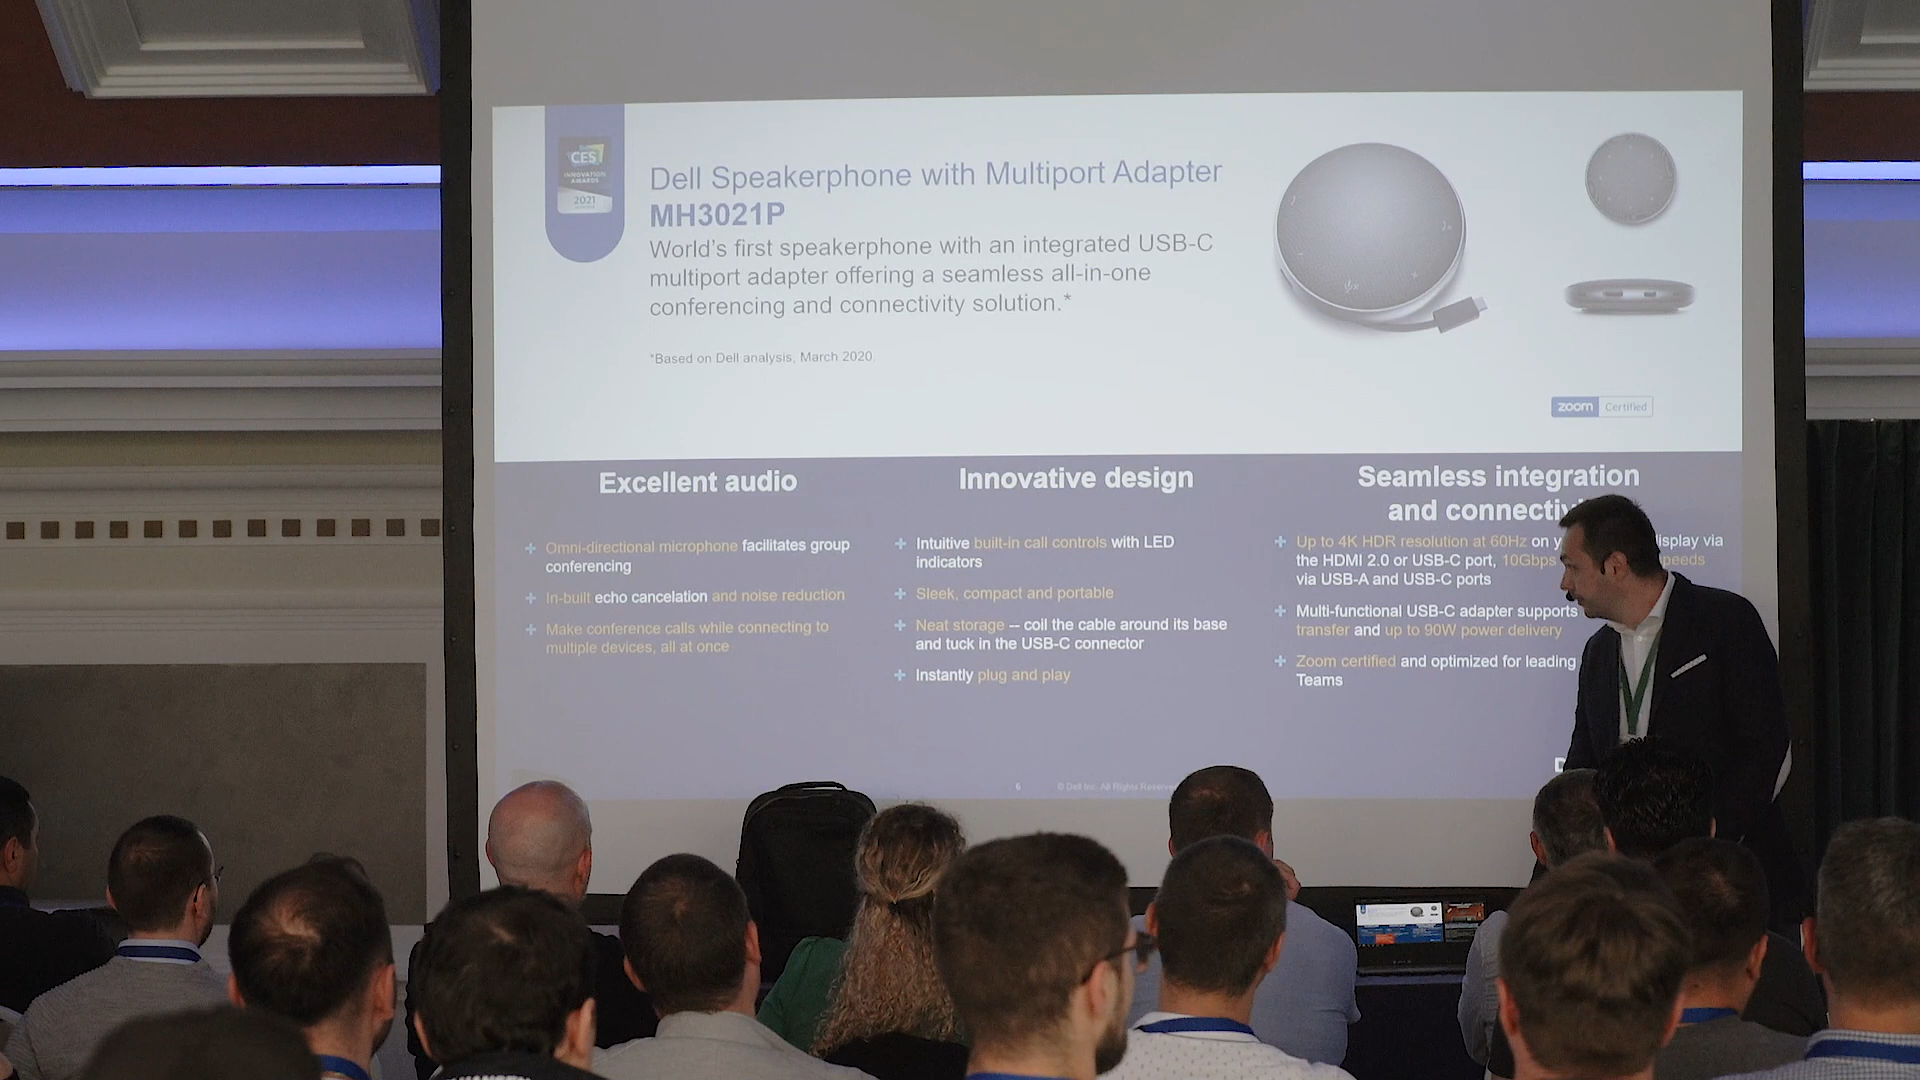 CES
INNOVATION
AWARDS
2021
Dell Speakerphone with Multiport Adapter
MH3021P
World's first speakerphone with an integrated USB-C
multiport adapter offering a seamless all-in-one
conferencing and connectivity solution.*
*Based on Dell analysis, March 2020
zoom Certified
Excellent audio
Omni-directional microphone facilitates group
conferencing
In-built echo cancelation and noise reduction
Make conference calls while connecting to
multiple devices, all at once
Innovative design
Intuitive built-in call controls with LED
indicators
Sleek, compact and portable
Neat storage – coil the cable around its base
and tuck in the USB-C connector
Instantly plug and play
Seamless integration
and
Up to 4K HDR resolution at 60Hz on
the HDMI 2.0 or USB-C port, 10Gbps
via USB-A and USB-C ports
Multi-functional USB-C adapter supports
transfer and up to 90W power delivery
Zoom certified and optimized for leading
Teams
6
© Dell Inc. All Rights